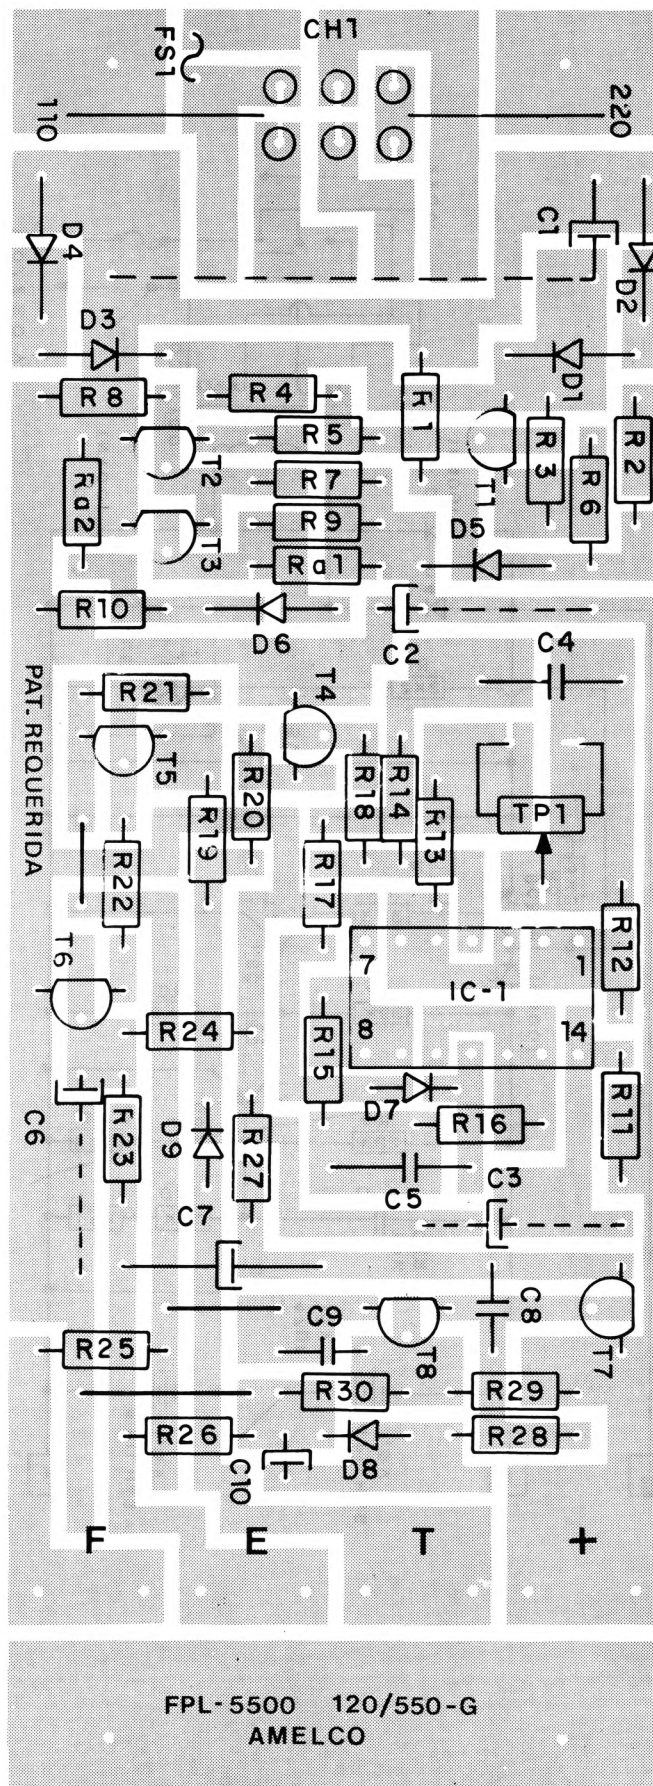 CH1
FS1
110
220
D4
C1
D2
D3
D1
R8
R4
R1
R5
R3
R2
T2
T1
R7
R6
Ra2
R9
T3
D5
Ra1
R10
D6
C2
C4
PAT-REQUERIDA
R21
T4
T5
R20
R18
R14
R19
R13
TP1
R22
R17
T6
R12
7
1
IC-1
R24
8
14
R15
D7
C6
R23
D9
R27
R16
R11
C5
C7
C3
C9
C8
T8
T7
R25
R30
R29
R26
R28
C10
D8
F E T +
FPL-5500 120/550-G
AMELCO